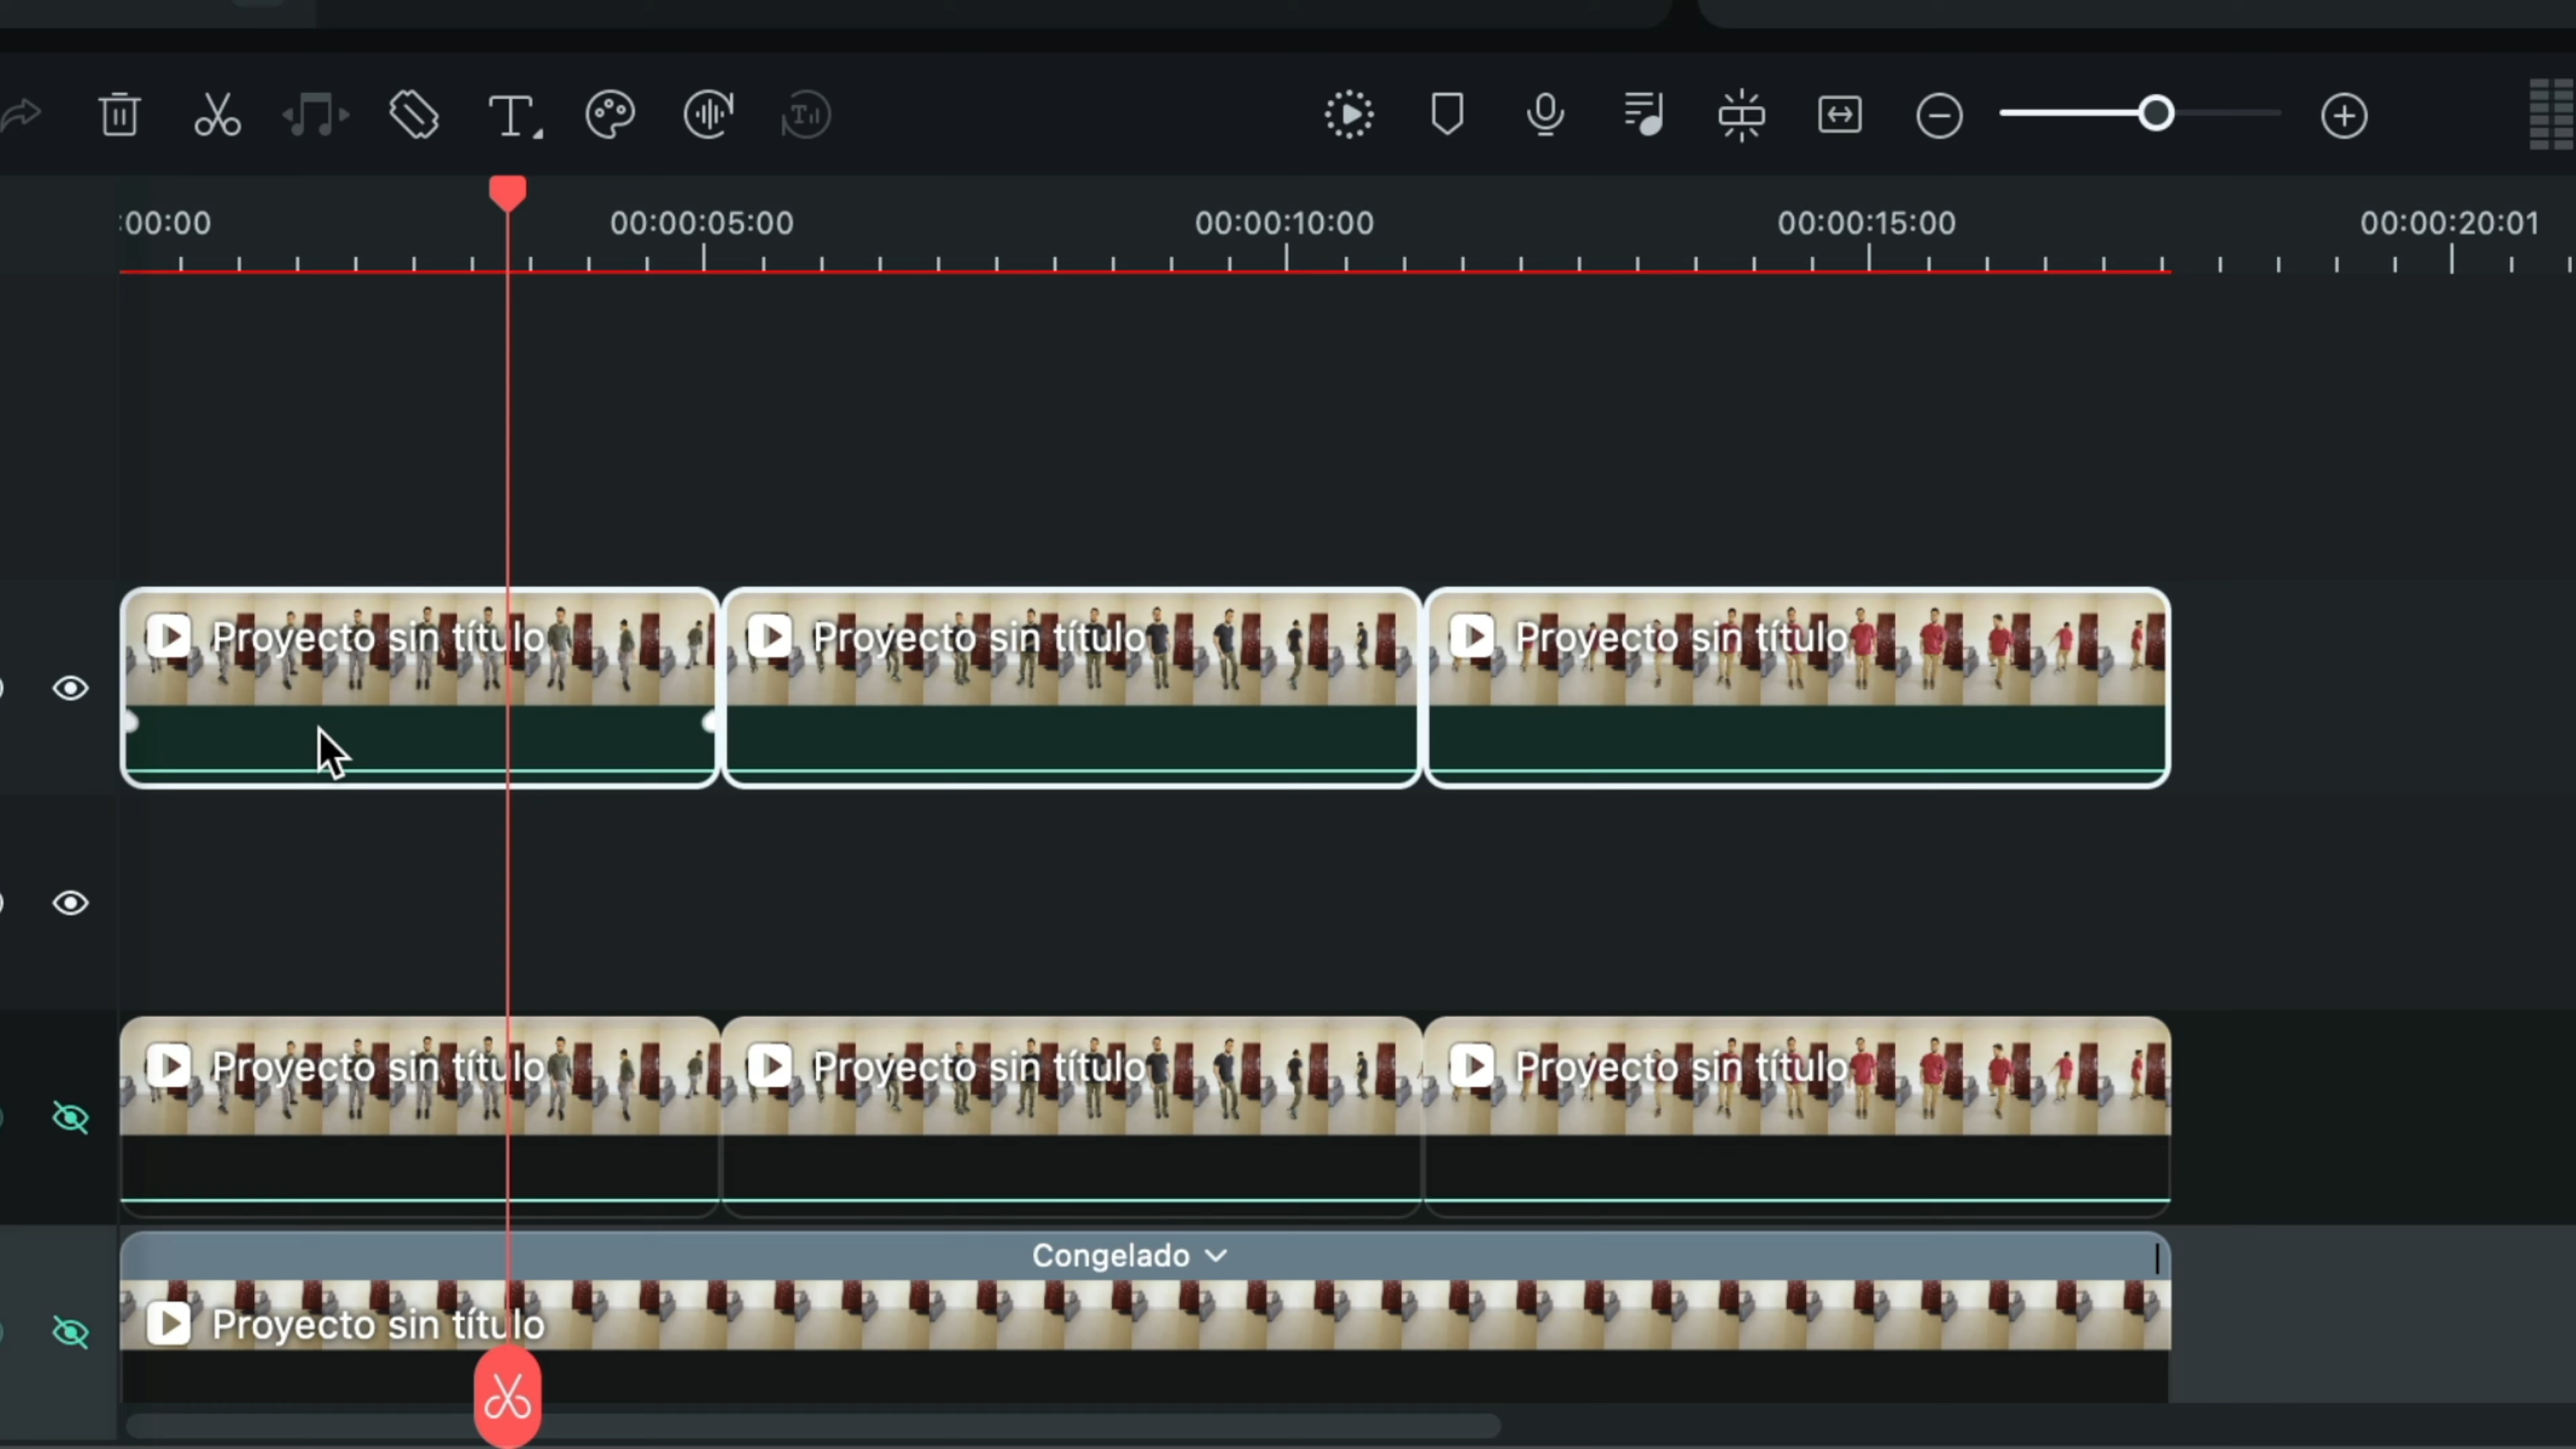 :00:00 00:00:05:00 00:00:10:00 00:00:15:00 00:00:20:01
Proyecto sin título Proyecto sin título Proyecto sin título
Proyecto sin título Proyecto sin título Proyecto sin título
Congelado
Proyecto sin título